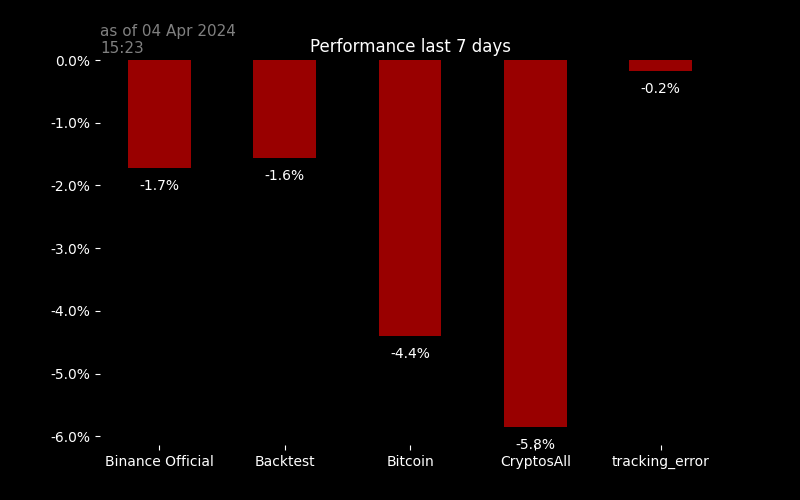 as of 04 Apr 2024
15:23
Performance last 7 days
0.0%
-1.0%
-2.0%
-3.0%
-4.0%
-5.0%
-6.0%
-1.7%
-1.6%
-4.4%
-5.8%
-0.2%
Binance Official
Backtest
Bitcoin
CryptosAll
tracking_error